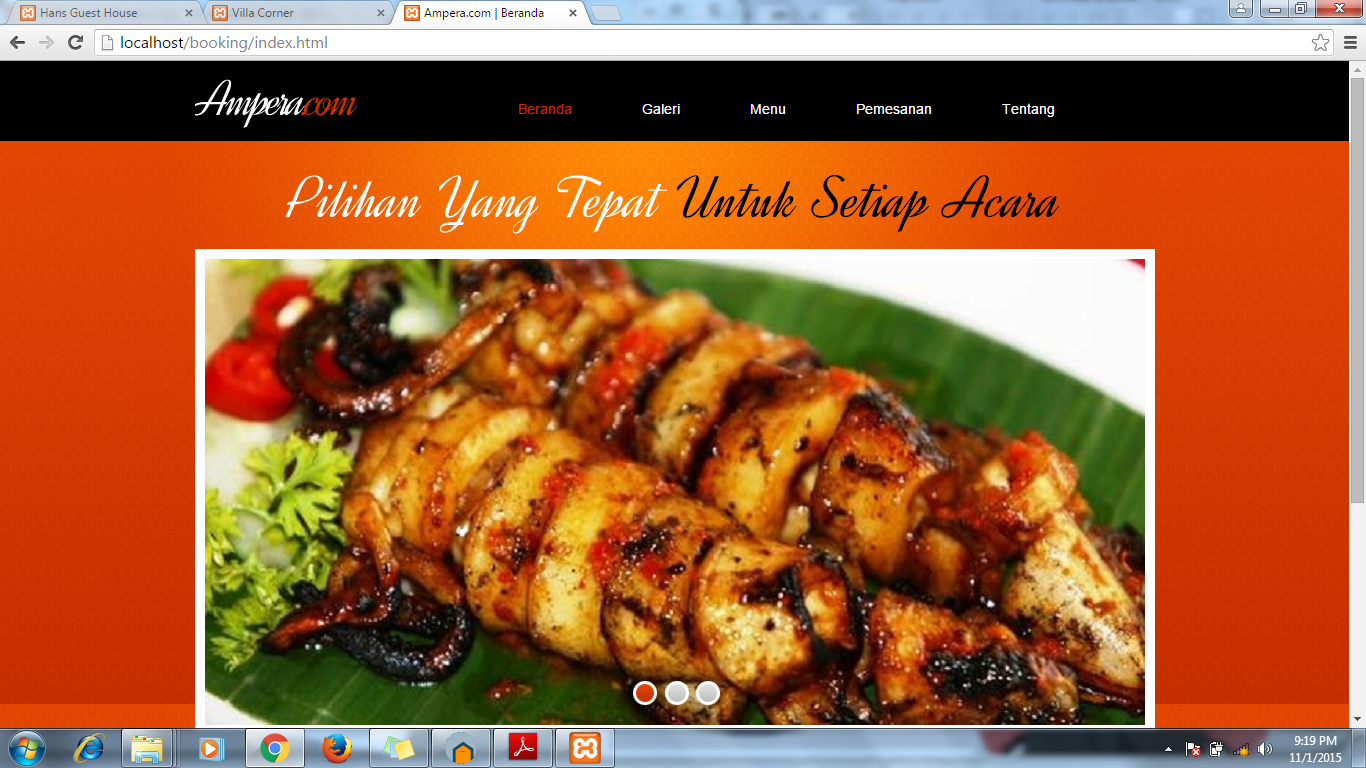 Hans Guest House
Villa Corner
Ampera.com | Beranda
localhost/booking/index.html
Ampera.com
Beranda
Galeri
Menu
Pemesanan
Tentang
Pilihan Yang Tepat Untuk Setiap Acara
9:19 PM
11/1/2015